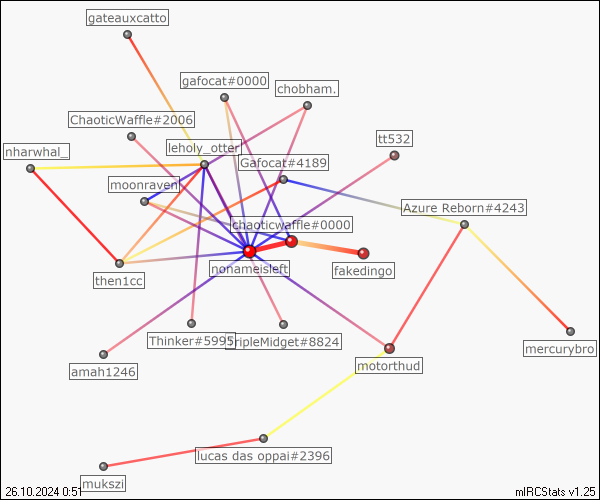 gateauxcatto
gafocat#0000
chobham.
ChaoticWaffle#2006
tt532
nharwhal_
leholy_otter
Gafocat#4189
moonraven
Azure Reborn#4243
chaoticwaffle#0000
nonameisleft
fakedingo
then1cc
Thinker#5995
TripleMidget#8824
mercurybro
amah1246
motorthud
lucas das oppai#2396
mukszi
26.10.2024 0:51
mIRCStats v1.25